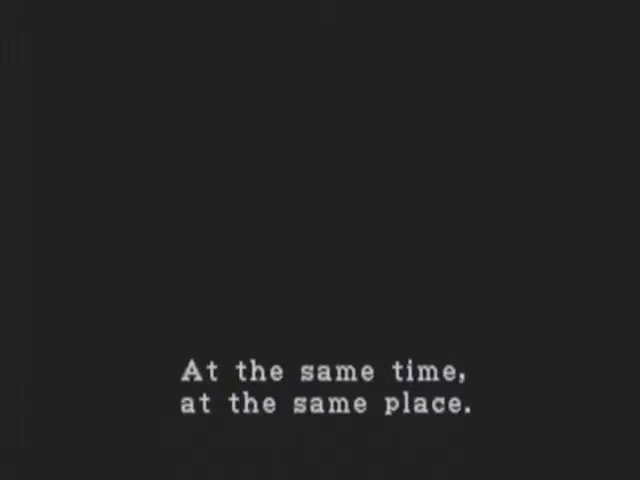 At the same time,
at the same place.